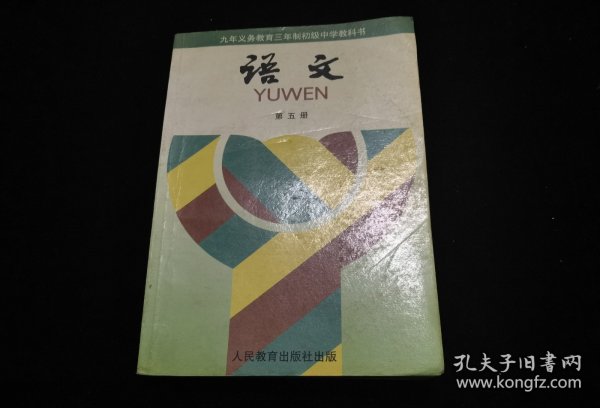 九年义务教育三年制初级中学教科书
语文
YUWEN
第五册
人民教育出版社出版
孔夫子旧书网
www.kongfz.com